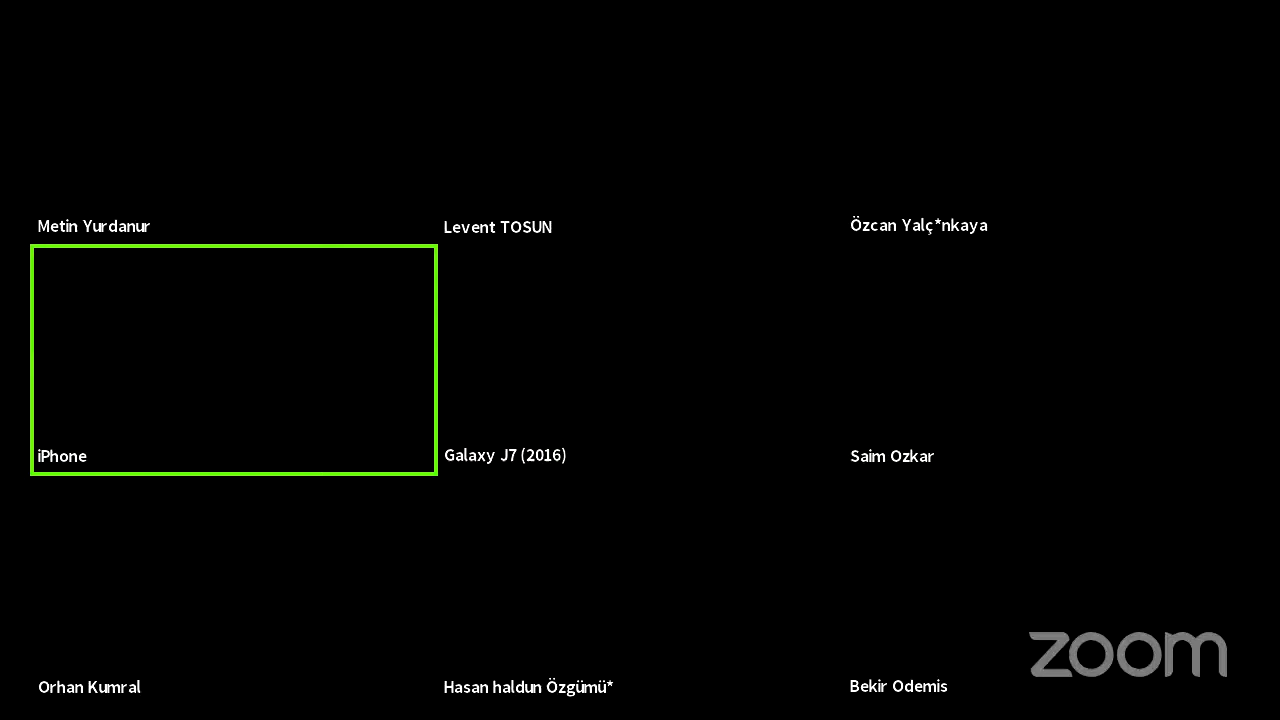 Metin Yurdanur
Levent TOSUN
Özcan Yalç*nkaya
iPhone
Galaxy J7 (2016)
Saim Ozkar
zoom
Orhan Kumral
Hasan haldun Özgümü*
Bekir Odemis